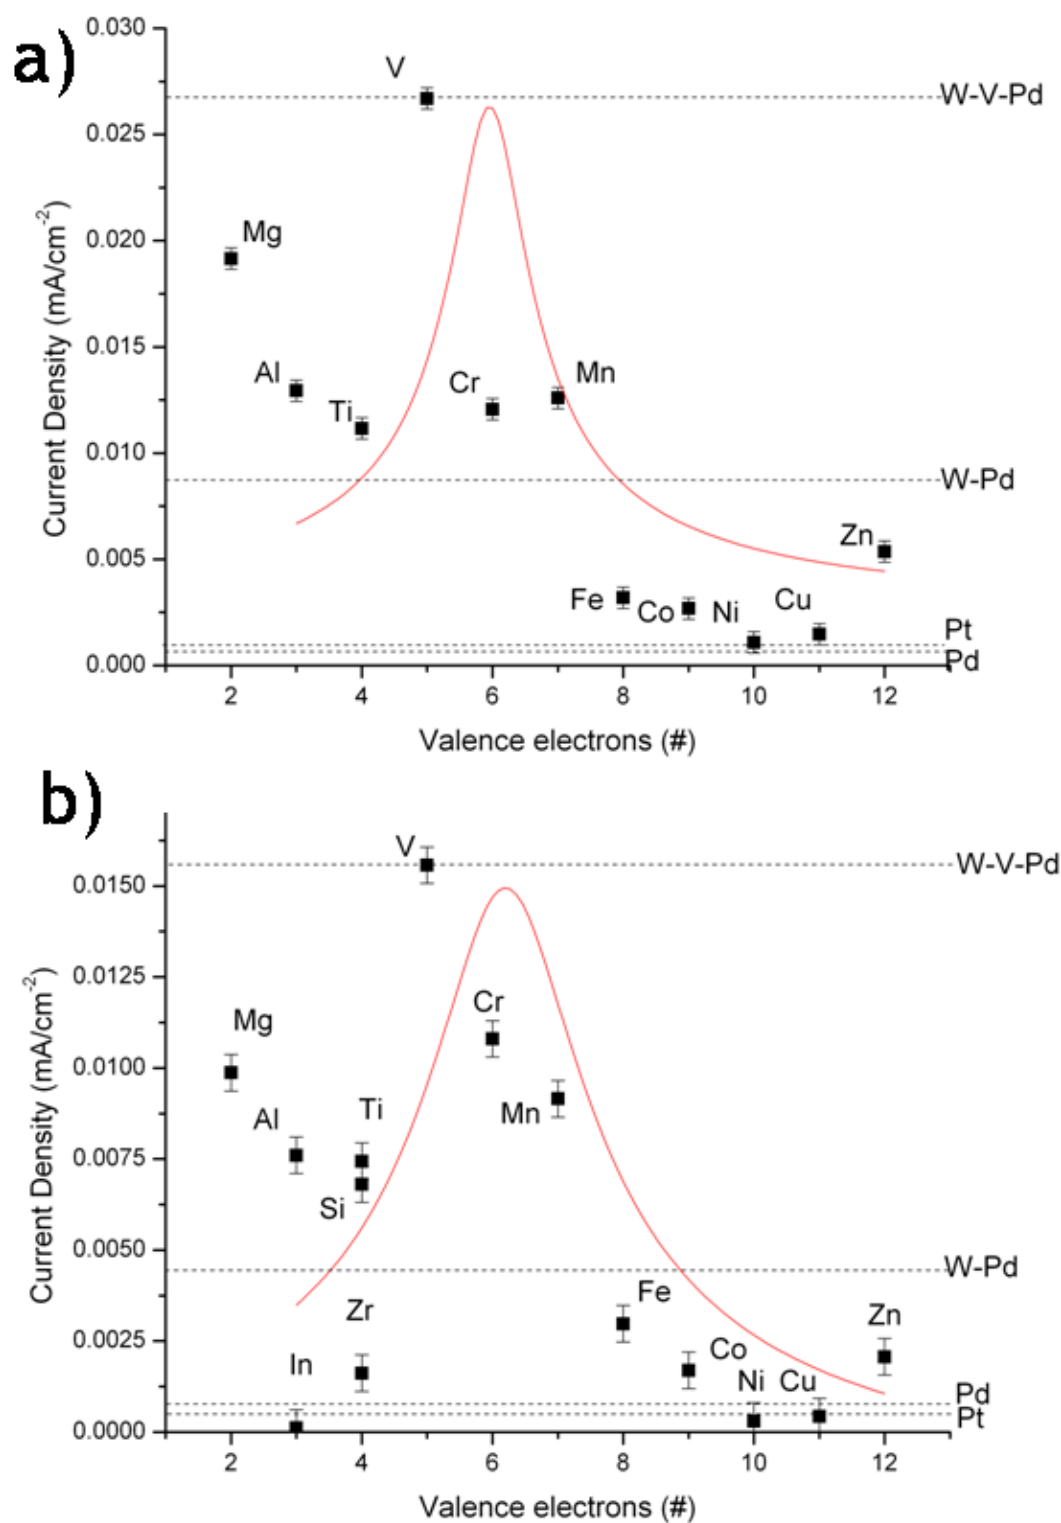 a)
0.030
V
W-V-Pd
0.025
Mg
0.020
Current Density (mA/cm-2)
0.015
Al
Ti
Cr
Mn
0.010
W-Pd
0.005
Zn
Fe
Co
Ni
Cu
Pt
0.000
Pd
2 4 6 8 10 12
Valence electrons (#)
b)
V
W-V-Pd
0.0150
0.0125
Mg
Cr
0.0100
Current Density (mA/cm-2)
Al
Ti
Mn
0.0075
Si
0.0050
W-Pd
Zr
Fe
Zn
0.0025
In
Co
Ni
Cu
Pd
Pt
0.0000
2 4 6 8 10 12
Valence electrons (#)